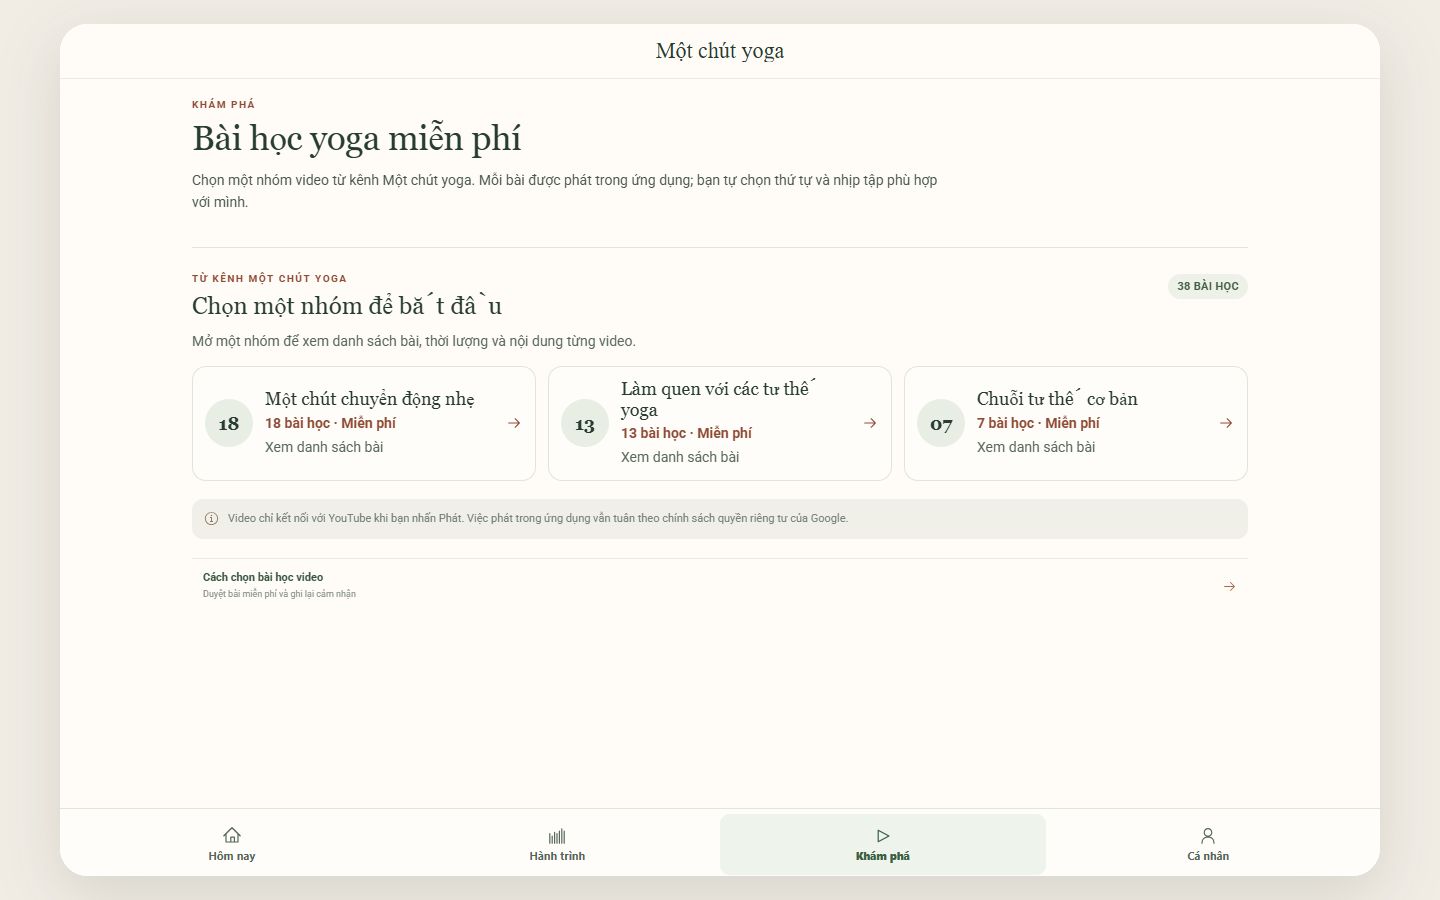 Một chút yoga
KHÁM PHÁ
Bài học yoga miễn phí
Chọn một nhóm video từ kênh Một chút yoga. Mỗi bài được phát trong ứng dụng; bạn tự chọn thứ tự và nhịp tập phù hợp
với mình.
TỪ KÊNH MỘT CHÚT YOGA
38 BÀI HỌC
Chọn một nhóm để bắt đầu
Mở một nhóm để xem danh sách bài, thời lượng và nội dung từng video.
18
Một chút chuyển động nhẹ
18 bài học · Miễn phí
Xem danh sách bài
13
Làm quen với các tư thế
yoga
13 bài học · Miễn phí
Xem danh sách bài
07
Chuỗi tư thế cơ bản
7 bài học · Miễn phí
Xem danh sách bài
Video chỉ kết nối với YouTube khi bạn nhấn Phát. Việc phát trong ứng dụng vẫn tuân theo chính sách quyền riêng tư của Google.
Cách chọn bài học video
Duyệt bài miễn phí và ghi lại cảm nhận
Hôm nay
Hành trình
Khám phá
Cá nhân